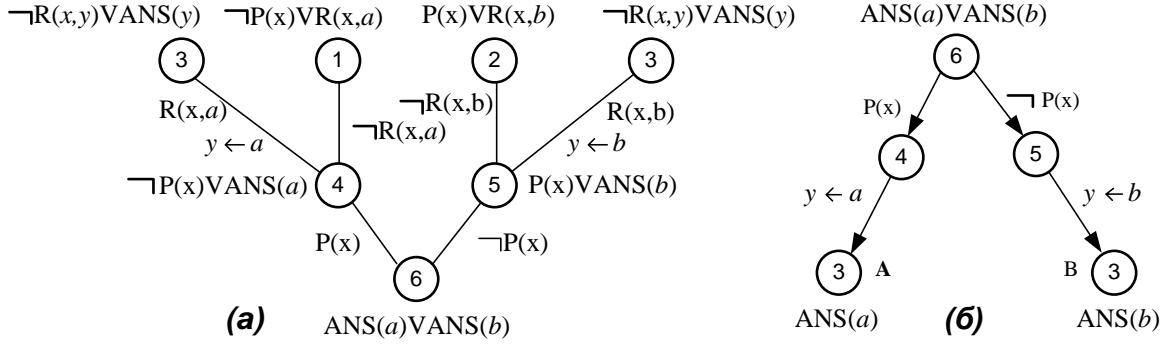 ¬R(x,y)VANS(y) ¬P(x)VR(x,a) P(x)VR(x,b) ¬R(x,y)VANS(y)
3 1 2 3
R(x,a) ¬R(x,a) ¬R(x,b) R(x,b)
y ← a y ← b
¬P(x)VANS(a) 4 5 P(x)VANS(b)
P(x) ¬P(x)
6
(а)
ANS(a)VANS(b)
ANS(a)VANS(b)
6
P(x) ¬P(x)
4 5
y ← a y ← b
3 A B 3
ANS(a) (б) ANS(b)